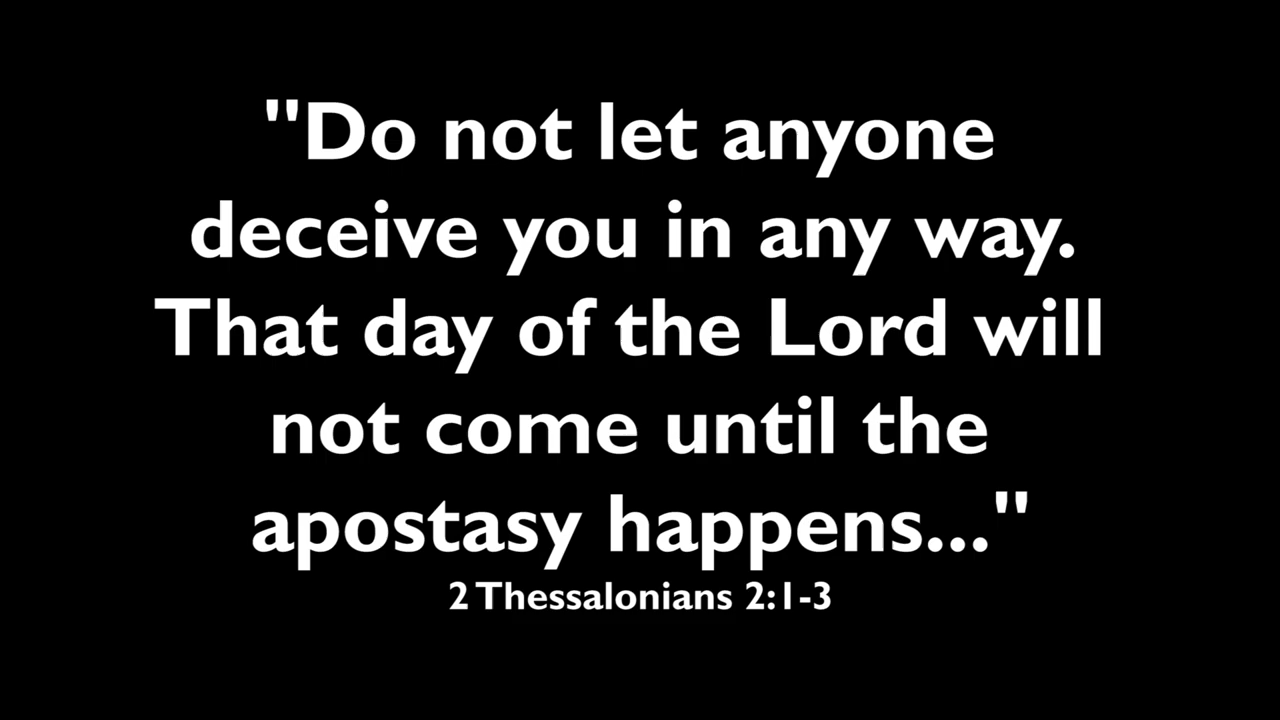 "Do not let anyone
deceive you in any way.
That day of the Lord will
not come until the
apostasy happens..."
2 Thessalonians 2:1-3